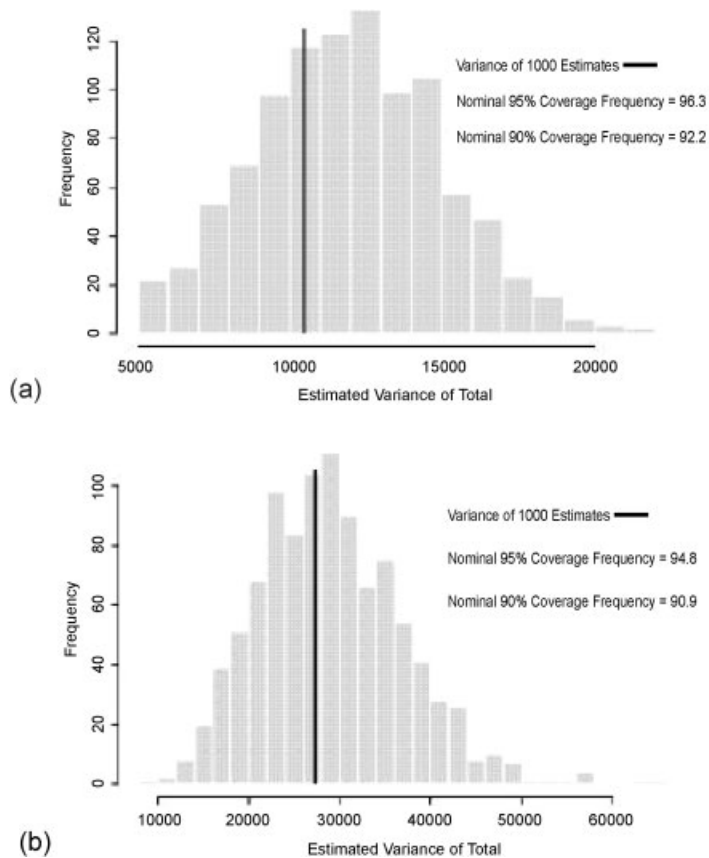 120
100
80
60
40
20
0
Frequency
Variance of 1000 Estimates
Nominal 95% Coverage Frequency = 96.3
Nominal 90% Coverage Frequency = 92.2
5000 10000 15000 20000
Estimated Variance of Total
(a)
100
80
60
40
20
0
Frequency
Variance of 1000 Estimates
Nominal 95% Coverage Frequency = 94.8
Nominal 90% Coverage Frequency = 90.9
10000 20000 30000 40000 50000 60000
Estimated Variance of Total
(b)